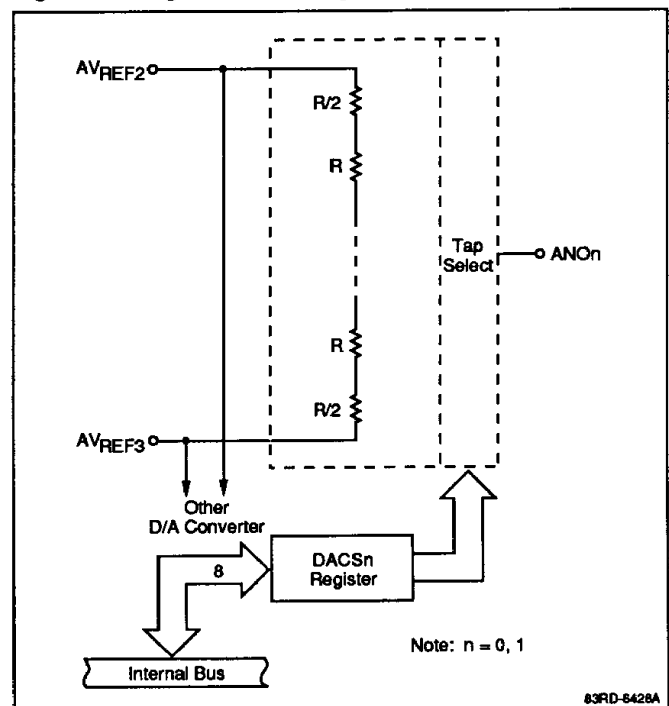 AVREF2
R/2
R
Tap
Select
ANOn
R
R/2
AVREF3
Other
D/A Converter
DACSn
Register
8
Note: n = 0, 1
Internal Bus
83RD-6428A